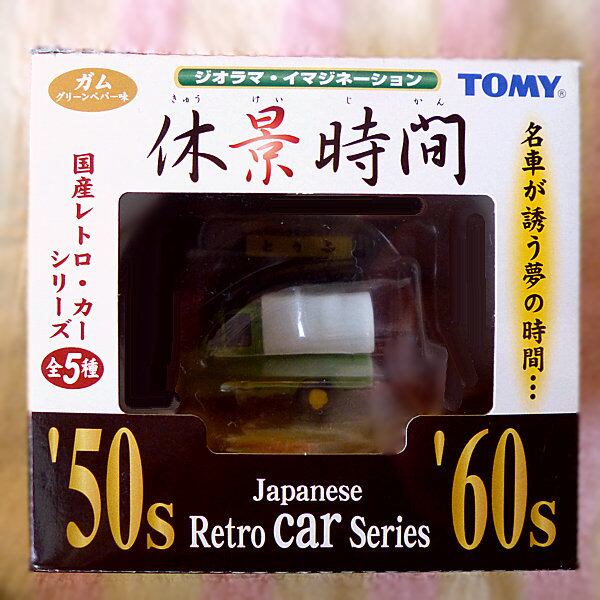 ガム
グリーンペパー味
ジオラマ・イマジネーション
TOMY®
きゅう けい じ かん
休景時間
国産レトロ・カー
シリーズ
全5種
名車が誘う夢の時間…
とうふ
'50s
'60s
Japanese
Retro car Series